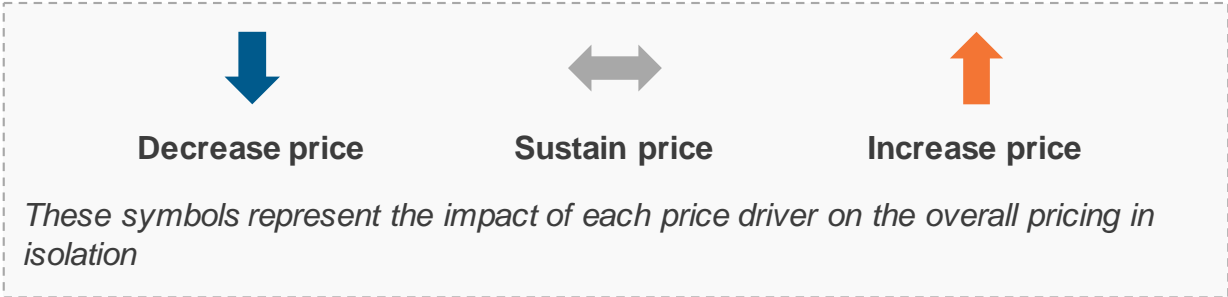 Decrease price
Sustain price
Increase price
These symbols represent the impact of each price driver on the overall pricing in
isolation